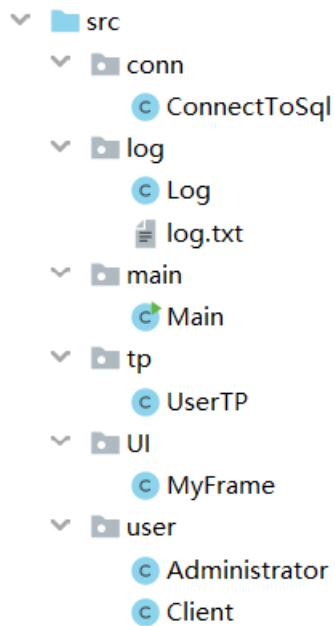 src
conn
ConnectToSql
log
Log
log.txt
main
Main
tp
UserTP
UI
MyFrame
user
Administrator
Client